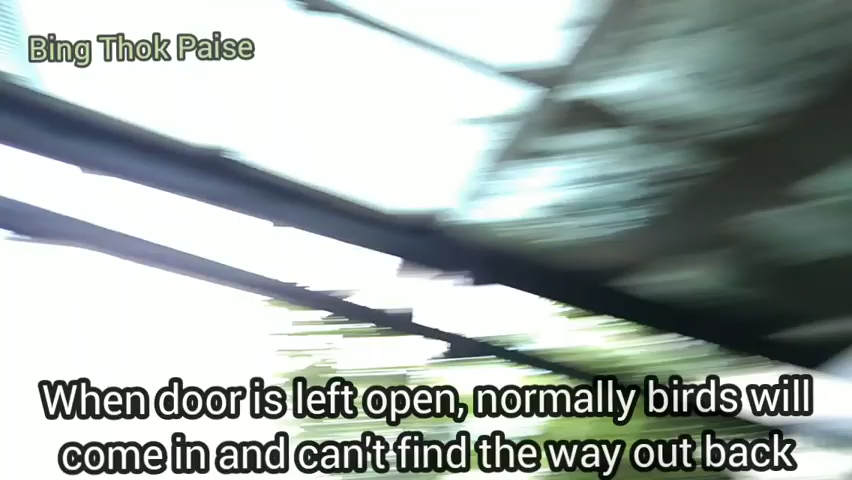 Bing Thok Paise
When door is left open, normally birds will
come in and can't find the way out back